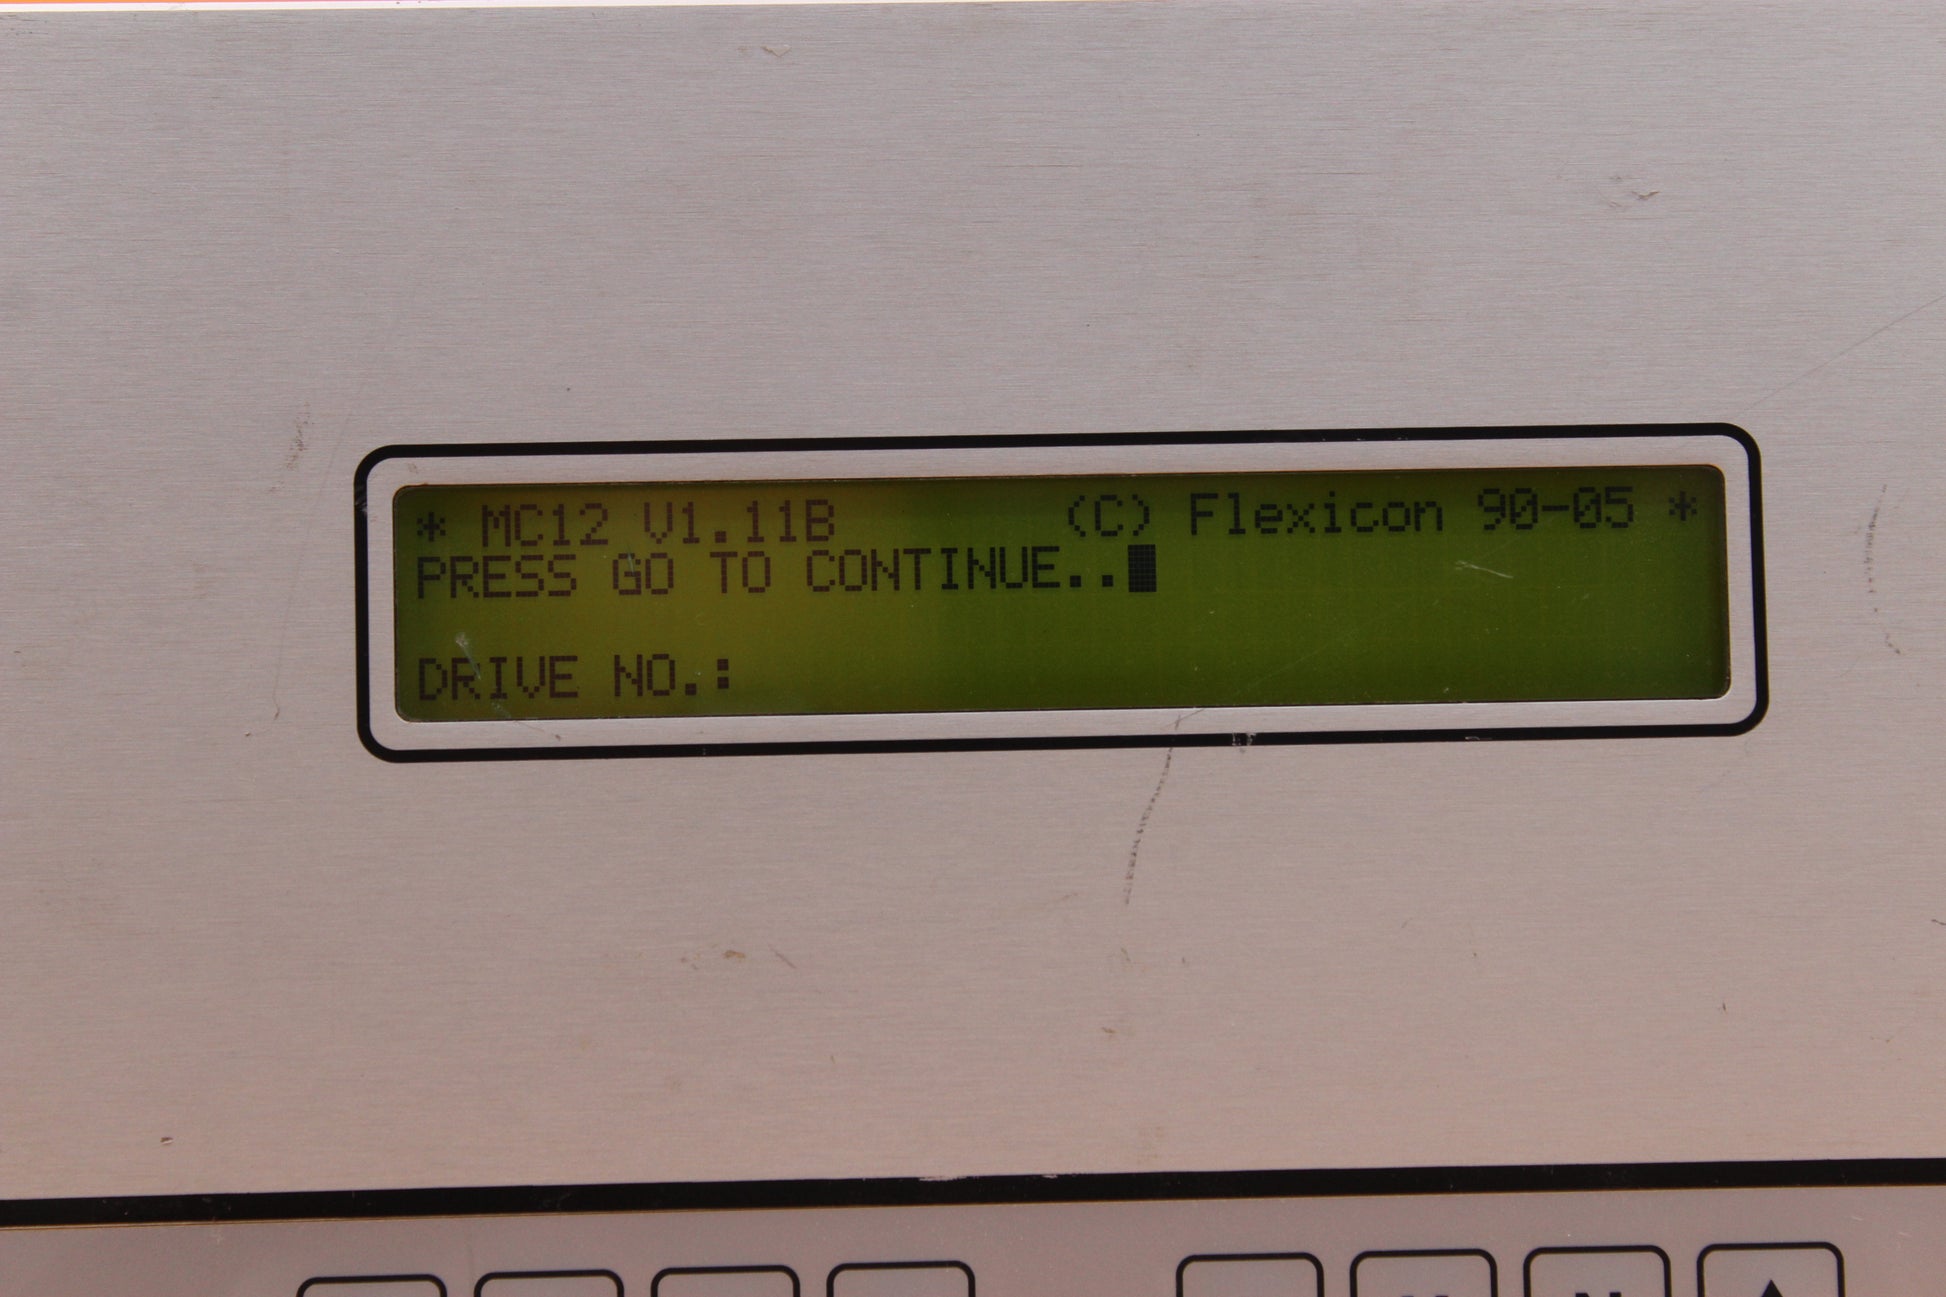 * MC12 V1.11B (C) Flexicon 90-05 *
PRESS GO TO CONTINUE..
DRIVE NO.: